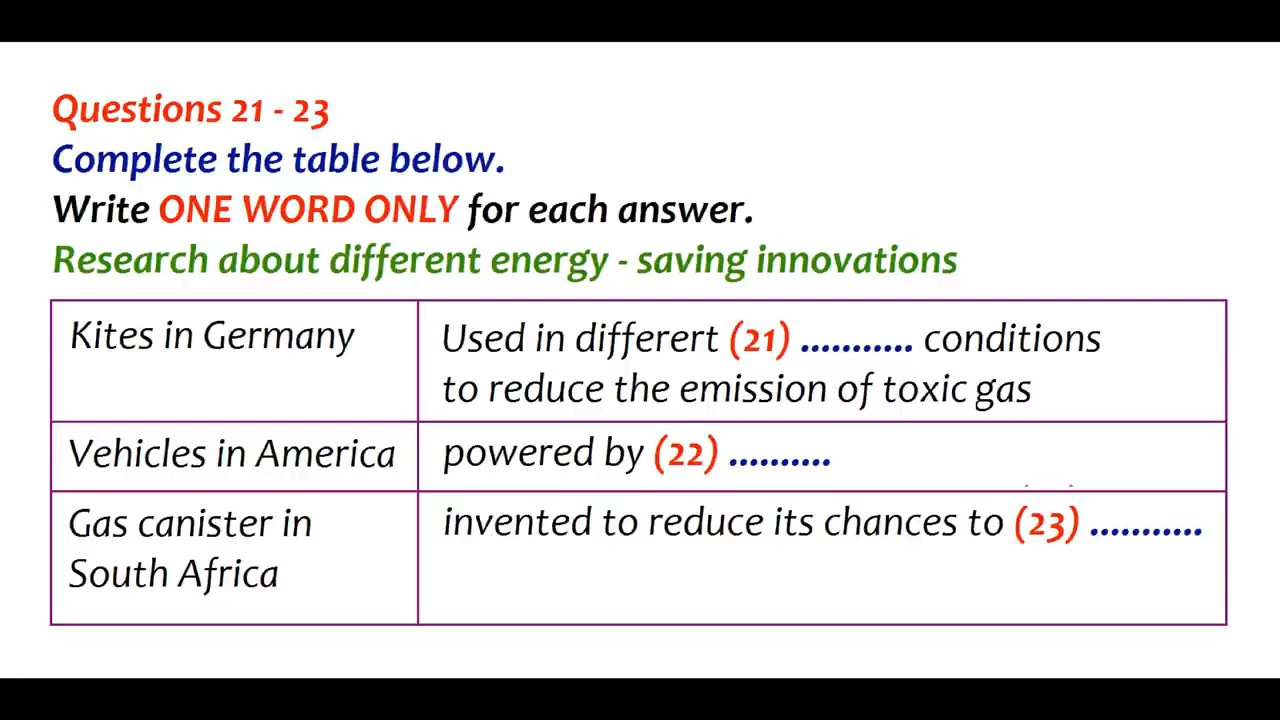 Questions 21 - 23
Complete the table below.
Write ONE WORD ONLY for each answer.
Research about different energy - saving innovations
Kites in Germany
Used in differert (21) ........... conditions
to reduce the emission of toxic gas
Vehicles in America
powered by (22) ..........
Gas canister in
South Africa
invented to reduce its chances to (23) ...........